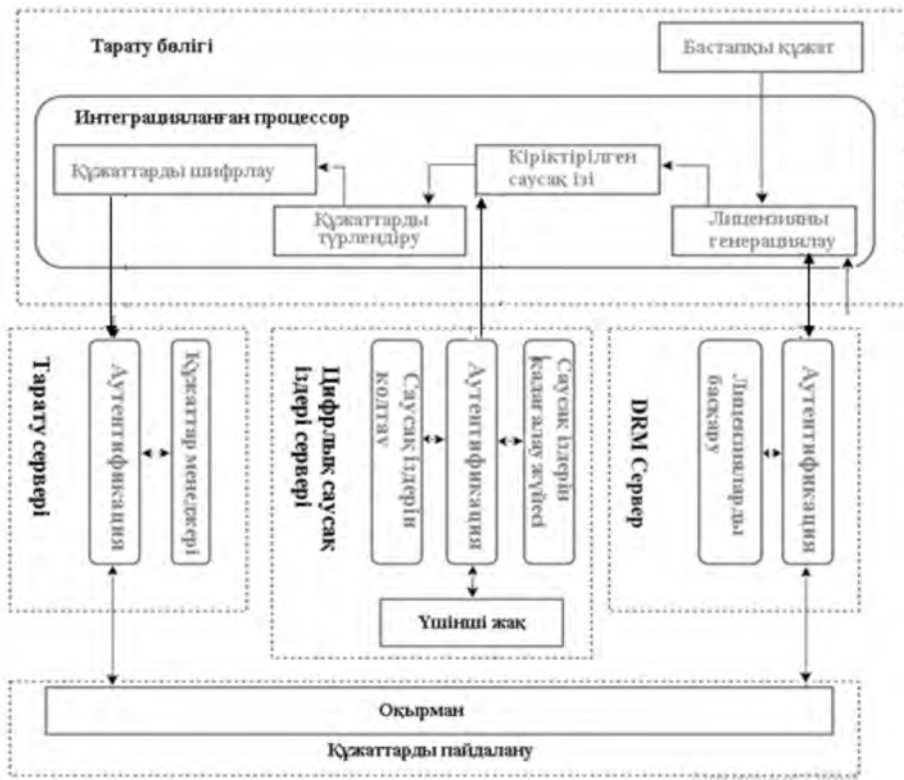 Тарату бөлігі
Бастапқы құжат
Интеграцияланған процессор
Құжаттарды шифрлау
Кіріктірілген
саусақ ізі
Құжаттарды
түрлендіру
Лицензияны
генерациялау
Тарату сервері
Аутентификация
Құжаттар менеджері
Цифрлық саусақ
іздері сервері
Саусақ іздерін
қолтау
Аутентификация
Саусақ іздерін
қадағалау жүйесі
Үшінші жақ
DRM Сервер
Лицензияларды
басқару
Аутентификация
Оқырман
Құжаттарды пайдалану